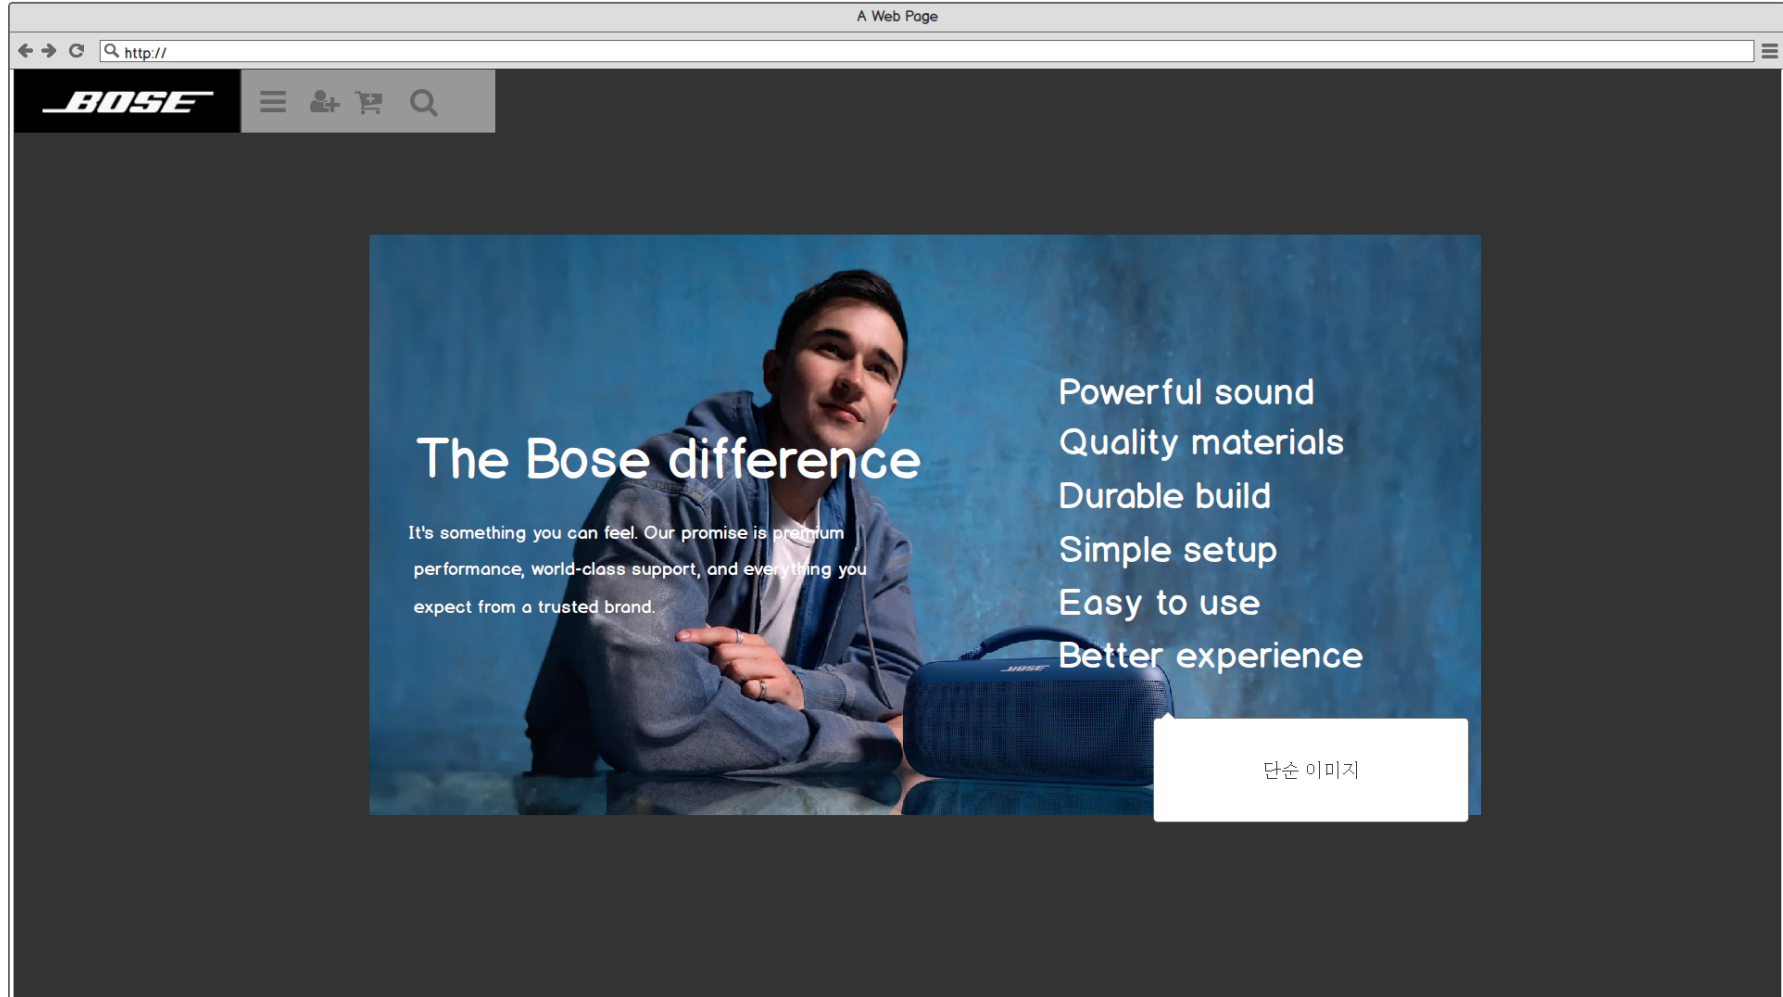 A Web Page
http://
BOSE
The Bose difference
It's something you can feel. Our promise is premium
performance, world-class support, and everything you
expect from a trusted brand.
Powerful sound
Quality materials
Durable build
Simple setup
Easy to use
Better experience
BOSE
단순 이미지